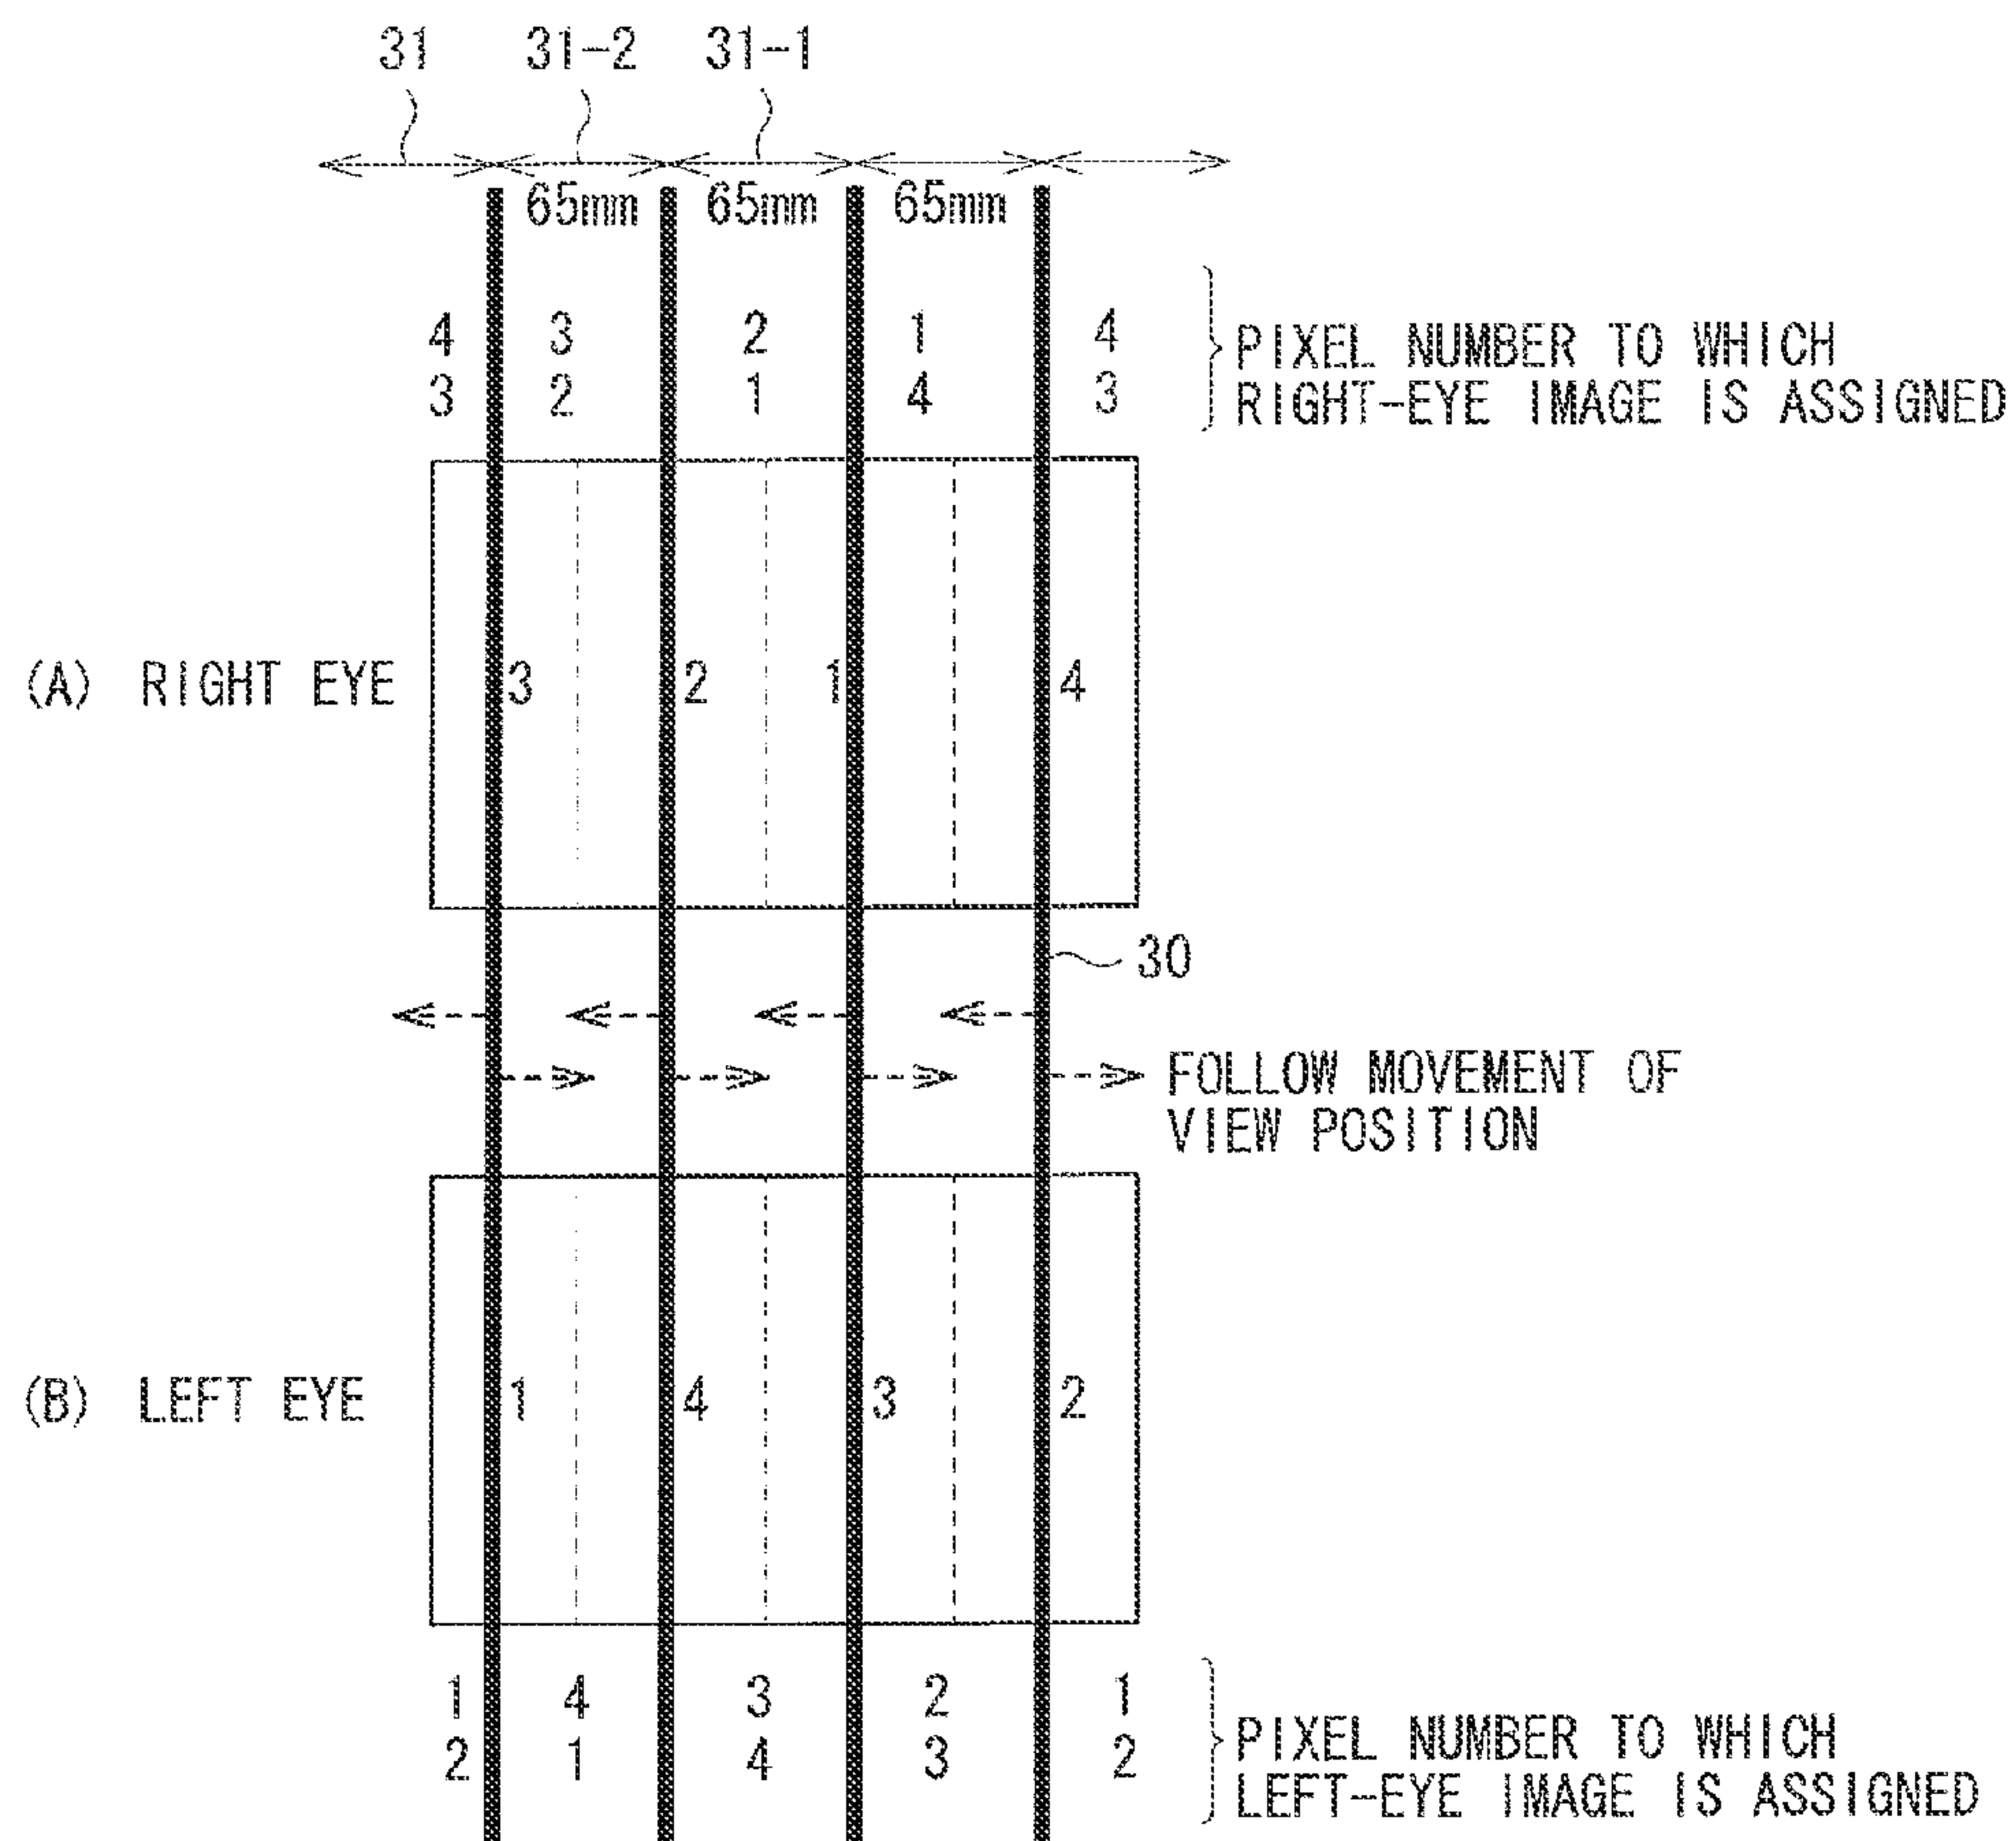 31 31-2 31-1
65mm 65mm 65mm
4 3 2 1 4
3 2 1 4 3
PIXEL NUMBER TO WHICH
RIGHT-EYE IMAGE IS ASSIGNED
(A) RIGHT EYE 3 2 1 4
30
FOLLOW MOVEMENT OF
VIEW POSITION
(B) LEFT EYE 1 4 3 2
1 4 3 2 1
2 1 4 3 2
PIXEL NUMBER TO WHICH
LEFT-EYE IMAGE IS ASSIGNED